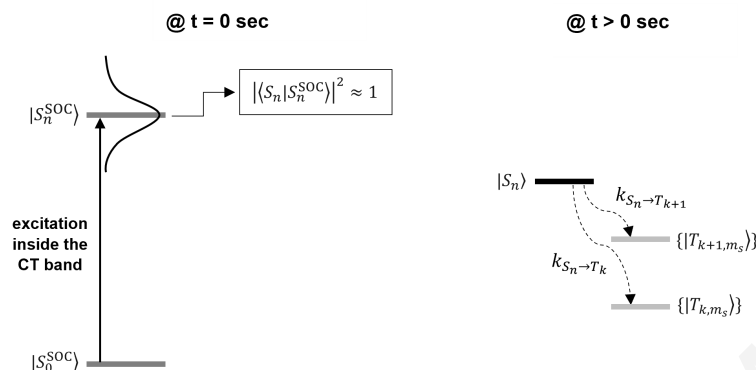 @ t = 0 sec
@ t > 0 sec
|S_n^SOC⟩
|⟨S_n|S_n^SOC⟩|^2 ≈ 1
|S_n⟩
k_{S_n→T_{k+1}}
excitation
inside the
CT band
{|T_{k+1,m_s}⟩}
k_{S_n→T_k}
{|T_{k,m_s}⟩}
|S_0^SOC⟩